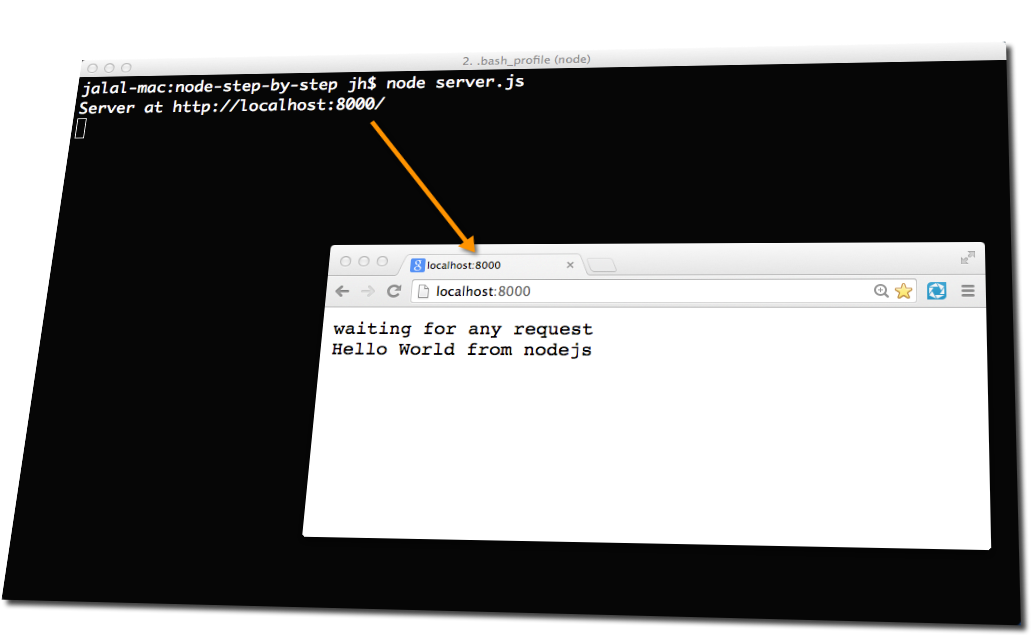 2. .bash_profile (node)
jalal-mac:node-step-by-step jh$ node server.js
Server at http://localhost:8000/
localhost:8000
localhost:8000
waiting for any request
Hello World from nodejs